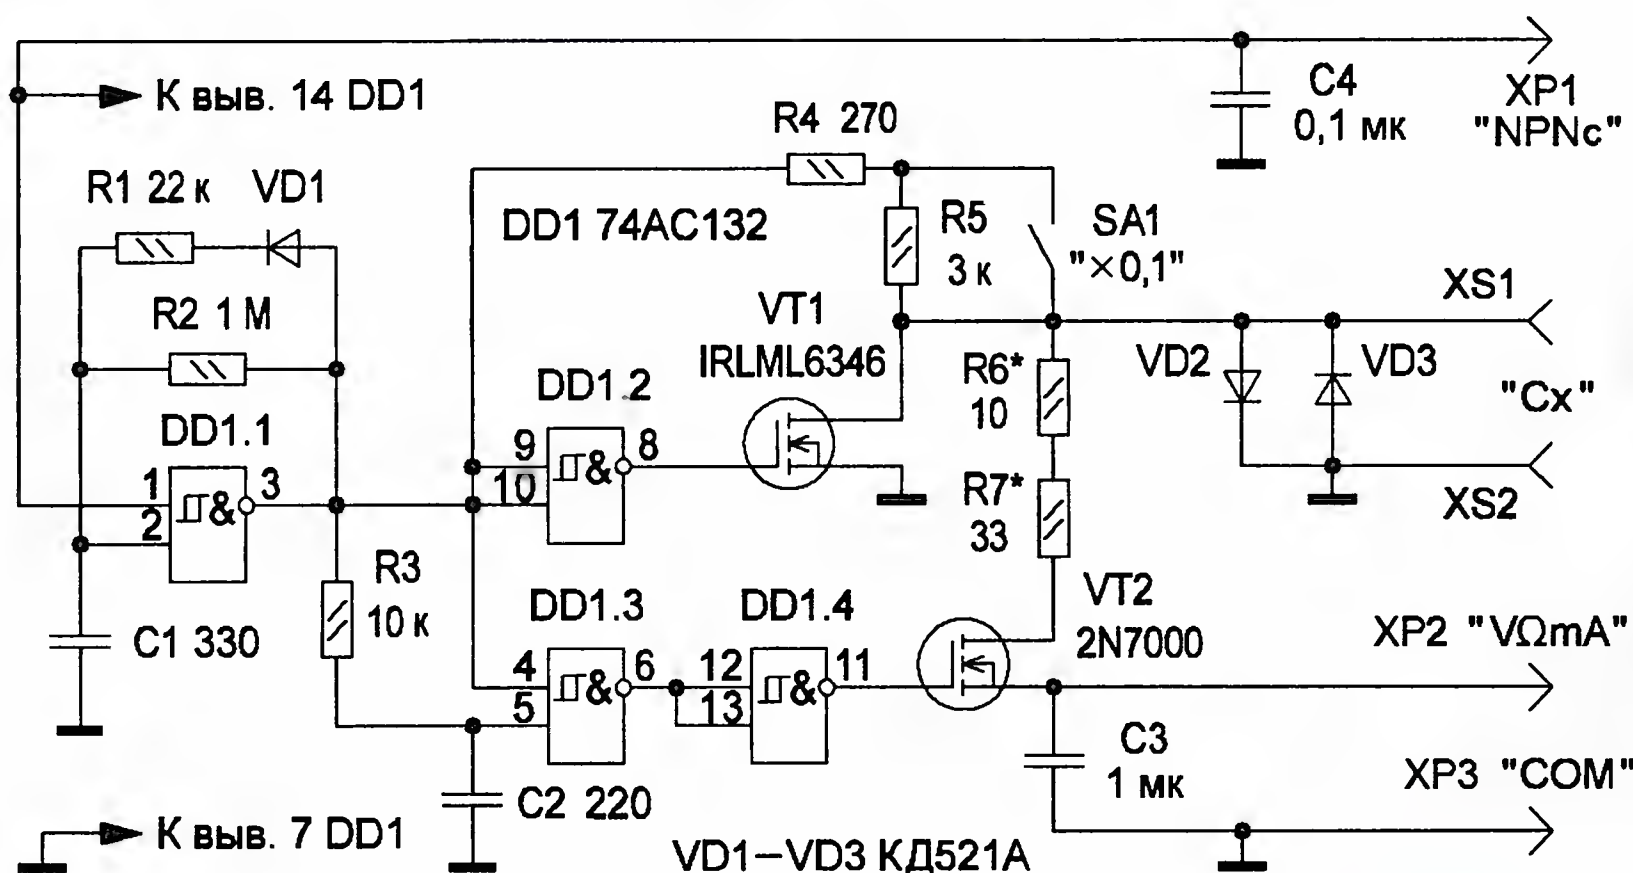 К выв. 14 DD1
C4
0,1 мк
XP1
"NPNc"
R4 270
R1 22 к
VD1
DD1 74AC132
R5
3 к
SA1
"×0,1"
XS1
R2 1 М
VT1
IRLML6346
R6*
10
VD2
VD3
"Cx"
DD1.2
9
10
&
8
DD1.1
1
2
&
3
R7*
33
XS2
R3
10 к
DD1.3
4
5
&
6
DD1.4
12
13
&
11
VT2
2N7000
XP2 "VΩmA"
C1 330
C3
1 мк
XP3 "COM"
C2 220
К выв. 7 DD1
VD1–VD3 КД521А